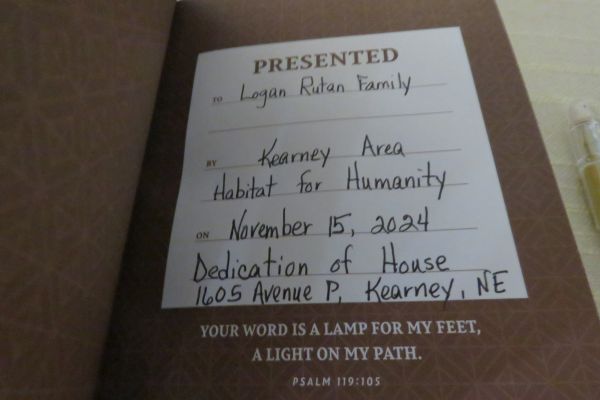 PRESENTED
TO Logan Rutan Family
BY Kearney Area
Habitat for Humanity
ON November 15, 2024
Dedication of House
1605 Avenue P, Kearney, NE
YOUR WORD IS A LAMP FOR MY FEET,
A LIGHT ON MY PATH.
PSALM 119:105